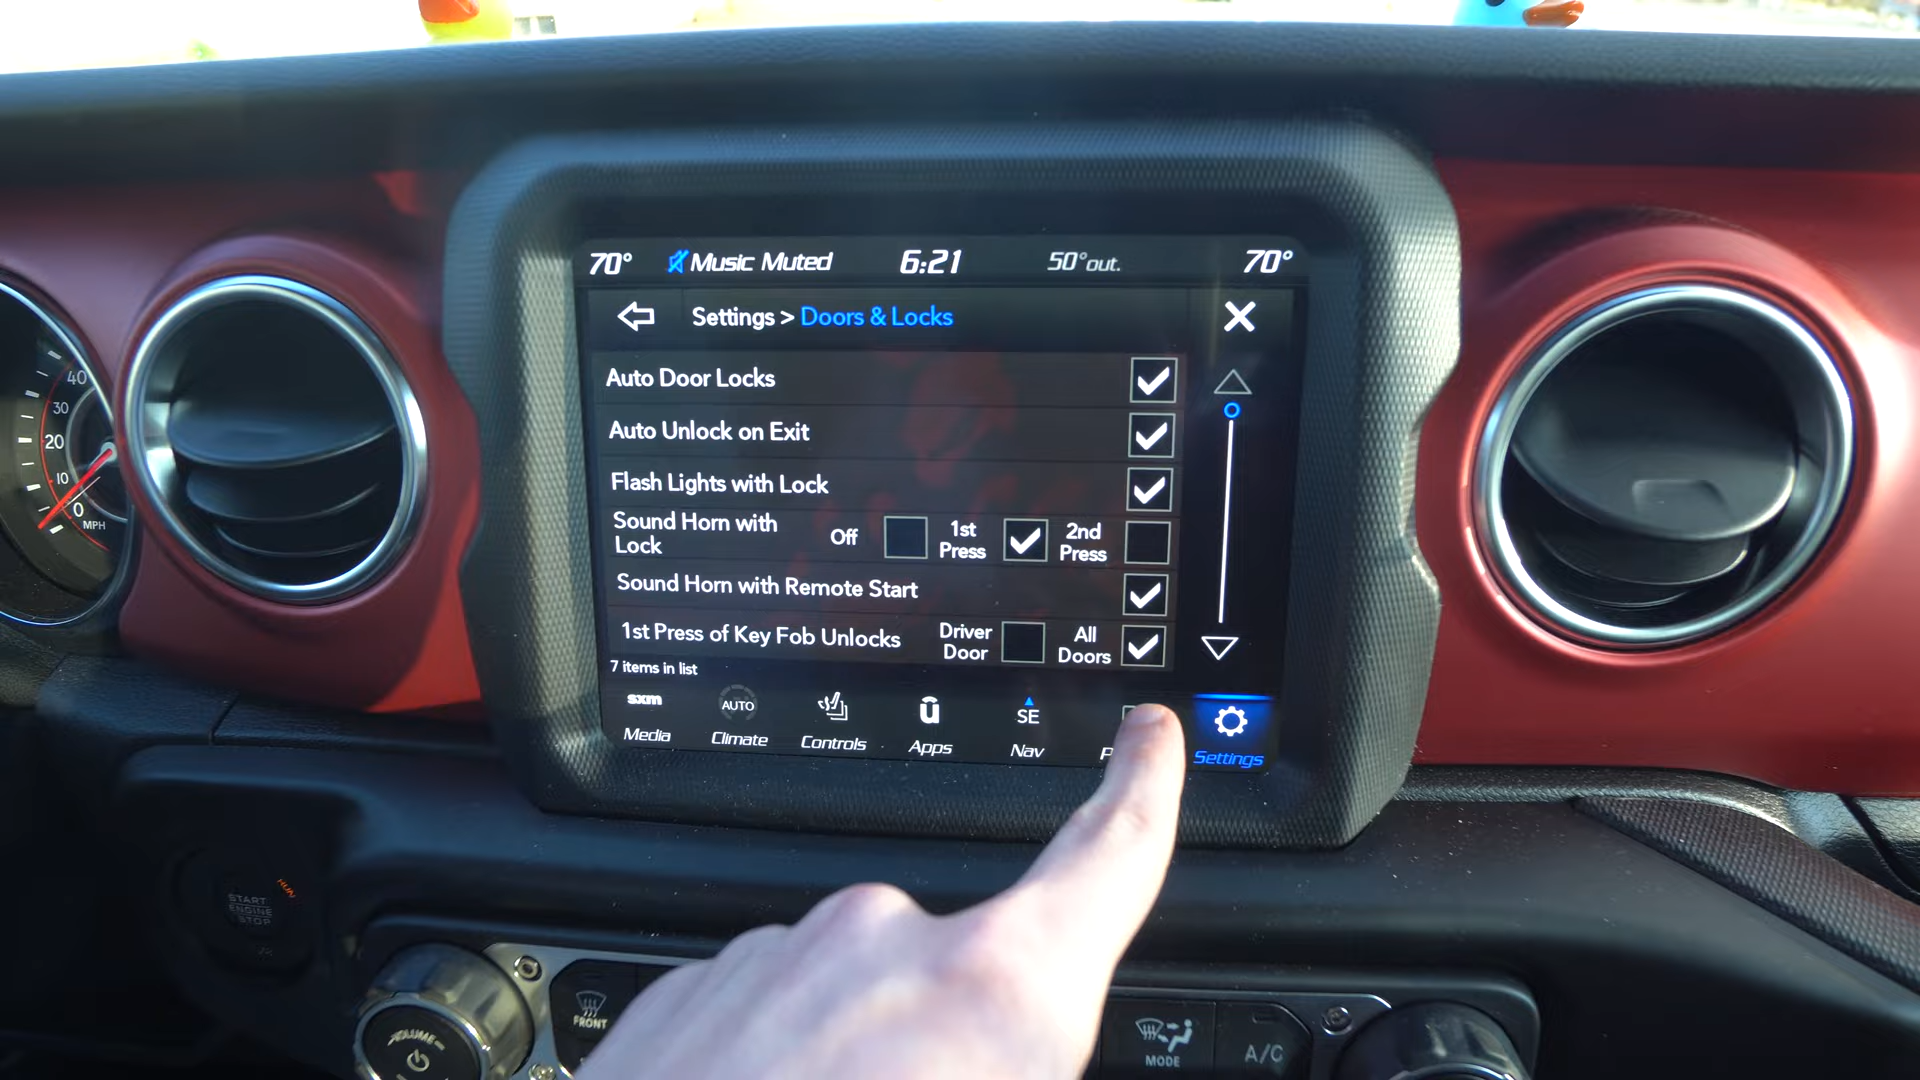 70° Music Muted 6:21 50°out. 70°
Settings > Doors & Locks
Auto Door Locks
Auto Unlock on Exit
Flash Lights with Lock
Sound Horn with
Lock
Off
1st
Press
2nd
Press
Sound Horn with Remote Start
1st Press of Key Fob Unlocks
Driver
Door
All
Doors
7 items in list
sxm
Media
AUTO
Climate
Controls
Apps
SE
Nav
Settings
40
30
20
10
0
MPH
START
ENGINE
STOP
RUN
VOLUME
FRONT
MODE
A/C